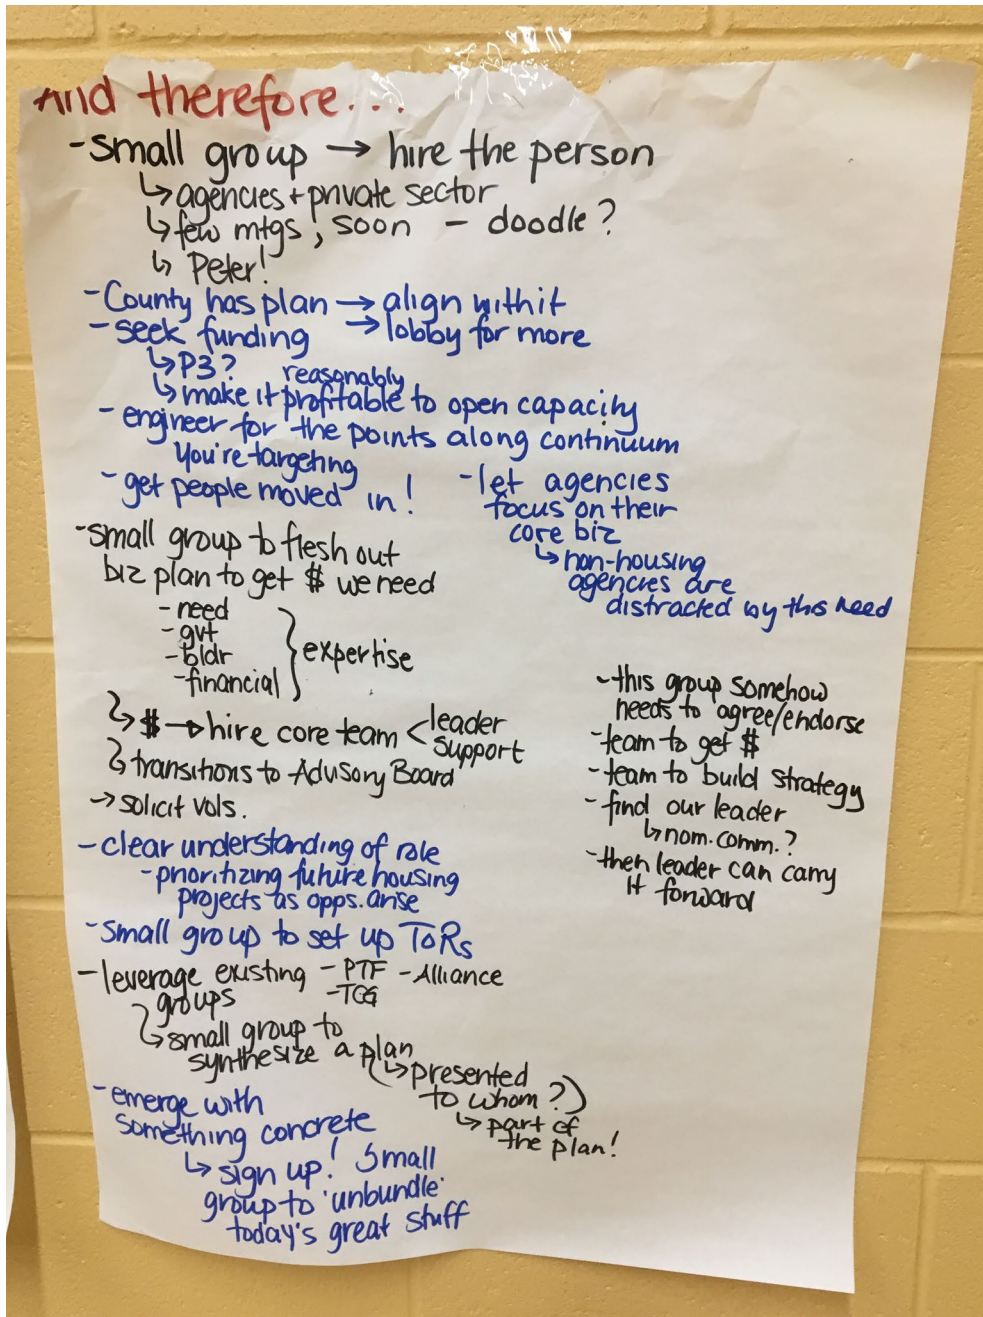 And therefore...
- small group → hire the person
↳ agencies + private sector
↳ few mtgs, soon - doodle?
↳ Peter!
- County has plan → align with it
→ lobby for more
- seek funding
↳ P3?
reasonably
↳ make it profitable to open capacity
- engineer for the points along continuum
you're targeting
- get people moved in!
- let agencies
focus on their
core biz
↳ non-housing
agencies are
distracted by this need
- small group to flesh out
biz plan to get $ we need
- need
- gvt
- bldr
- financial
} expertise
↳ $ → hire core team < leader
support
↳ transitions to Advisory Board
→ solicit vols.
- this group somehow
needs to agree/endorse
- team to get $
- team to build strategy
- find our leader
↳ nom. comm.?
- then leader can carry
it forward
- clear understanding of role
- prioritizing future housing
projects as opps. arise
- small group to set up ToRs
- leverage existing - PTF - Alliance
groups - TCG
↳ small group to
synthesize a plan
(↳ presented
to whom?)
↳ part of
the plan!
- emerge with
something concrete
↳ sign up! Small
group to 'unbundle'
today's great stuff